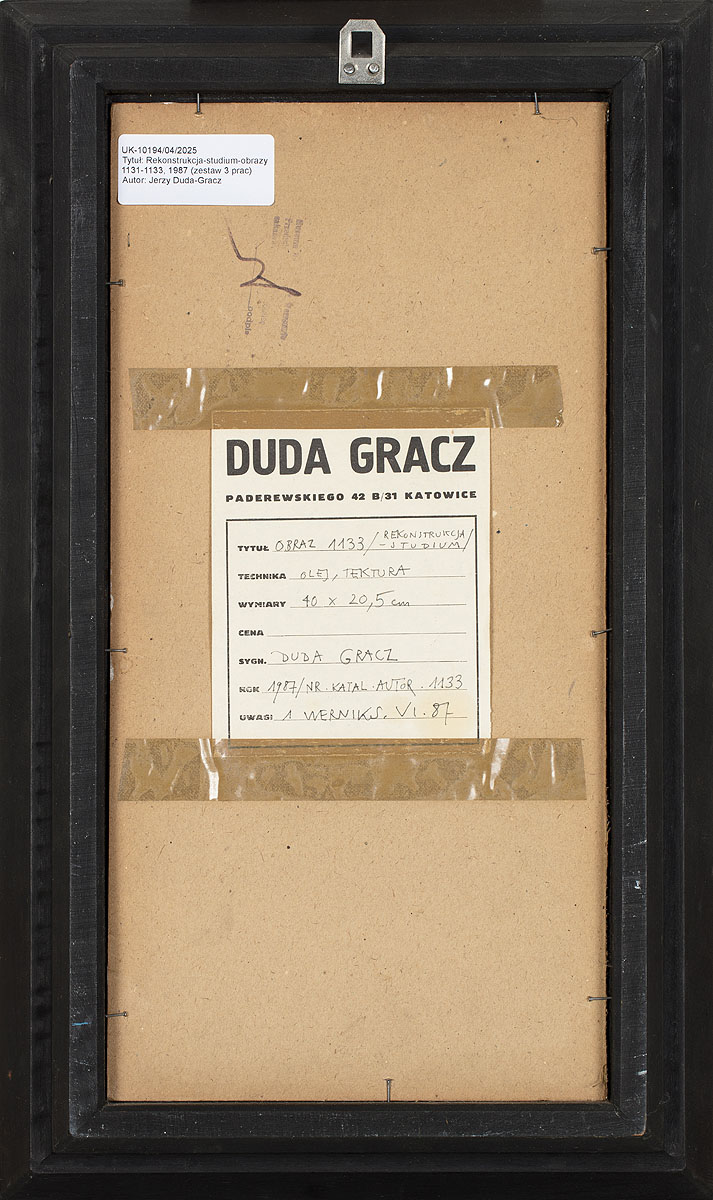 UK-10194/04/2025
Tytuł: Rekonstrukcja-studium-obrazy
1131-1133, 1987 (zestaw 3 prac)
Autor: Jerzy Duda-Gracz
podpis
DUDA GRACZ
PADEREWSKIEGO 42 B/31 KATOWICE
TYTUŁ OBRAZ 1133/REKONSTRUKCJA
-STUDIUM/
TECHNIKA OLEJ, TEKTURA
WYMIARY 40 x 20,5 cm
CENA
SYGN. DUDA GRACZ
ROK 1987/NR. KATAL. AUTOR. 1133
UWAGI 1 WERNIKS. VI. 87